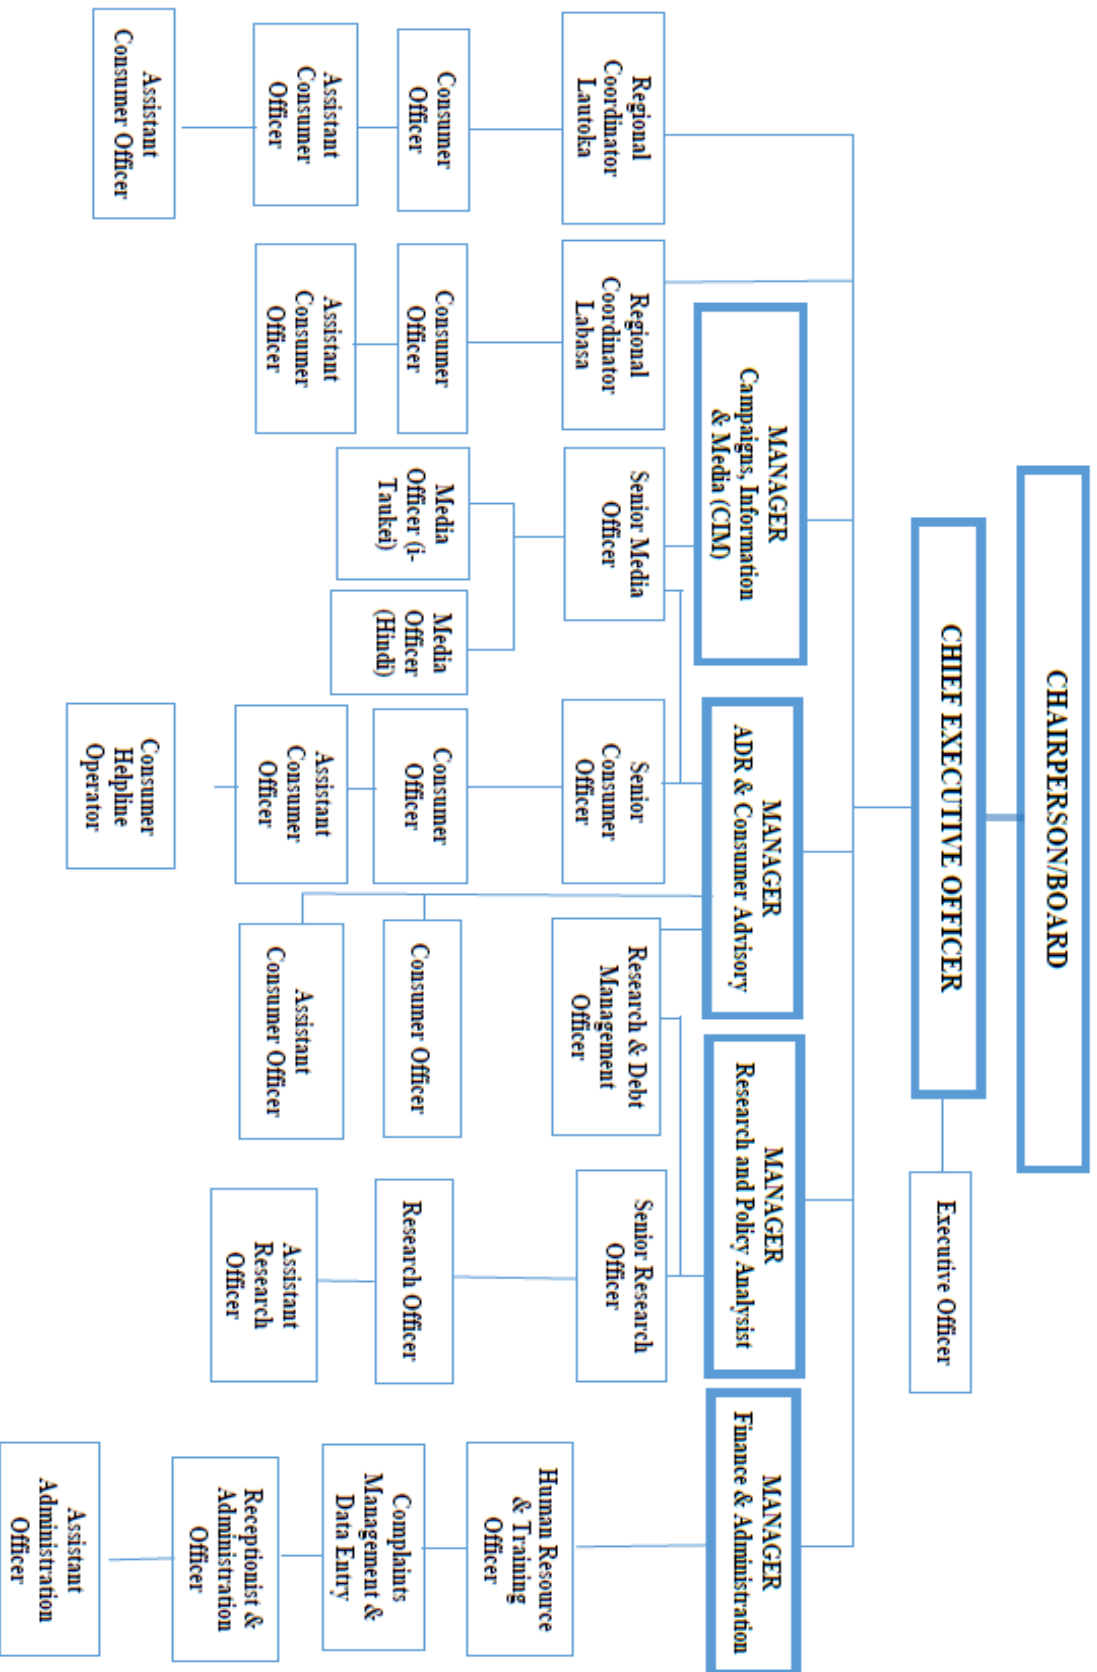 CHAIRPERSON/BOARD
CHIEF EXECUTIVE OFFICER
Executive Officer
MANAGER
Campaigns, Information
& Media (CIM)
MANAGER
ADR & Consumer Advisory
MANAGER
Research and Policy Analysist
MANAGER
Finance & Administration
Regional
Coordinator
Lautoka
Regional
Coordinator
Labasa
Senior Media
Officer
Senior
Consumer
Officer
Research & Debt
Management
Officer
Senior Research
Officer
Human Resource
& Training
Officer
Consumer
Officer
Consumer
Officer
Media
Officer (i-
Taukei)
Media
Officer
(Hindi)
Consumer
Officer
Consumer Officer
Research Officer
Complaints
Management &
Data Entry
Assistant
Consumer
Officer
Assistant
Consumer
Officer
Assistant
Consumer
Officer
Assistant
Consumer Officer
Assistant
Research
Officer
Receptionist &
Administration
Officer
Assistant
Consumer Officer
Consumer
Helpline
Operator
Assistant
Administration
Officer